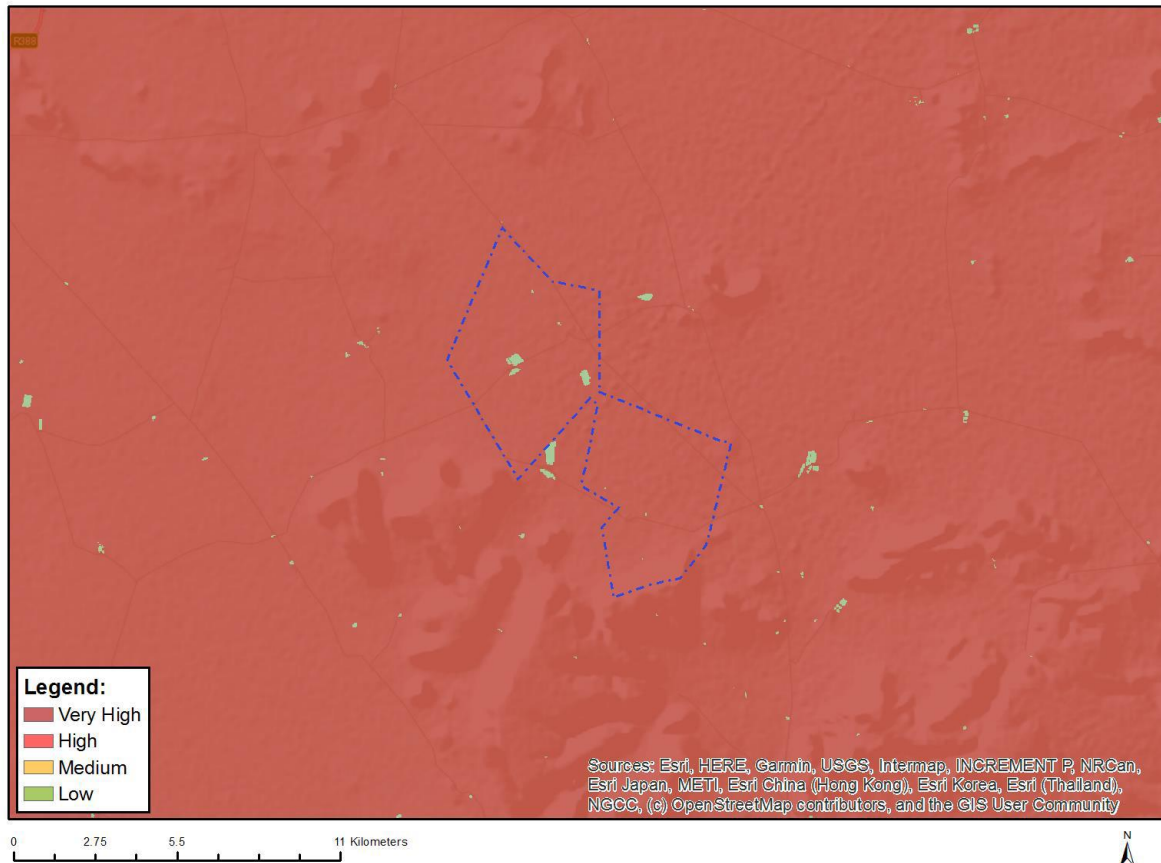 R388
Legend:
Very High
High
Medium
Low
Sources: Esri, HERE, Garmin, USGS, Intermap, INCREMENT P, NRCan,
Esri Japan, METI, Esri China (Hong Kong), Esri Korea, Esri (Thailand),
NGCC, (c) OpenStreetMap contributors, and the GIS User Community
0 2.75 5.5 11 Kilometers
N